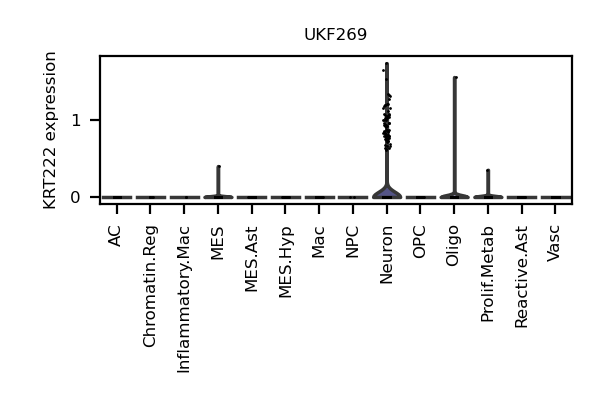 UKF269
KRT222 expression
1
0
AC
Chromatin.Reg
Inflammatory.Mac
MES
MES.Ast
MES.Hyp
Mac
NPC
Neuron
OPC
Oligo
Prolif.Metab
Reactive.Ast
Vasc